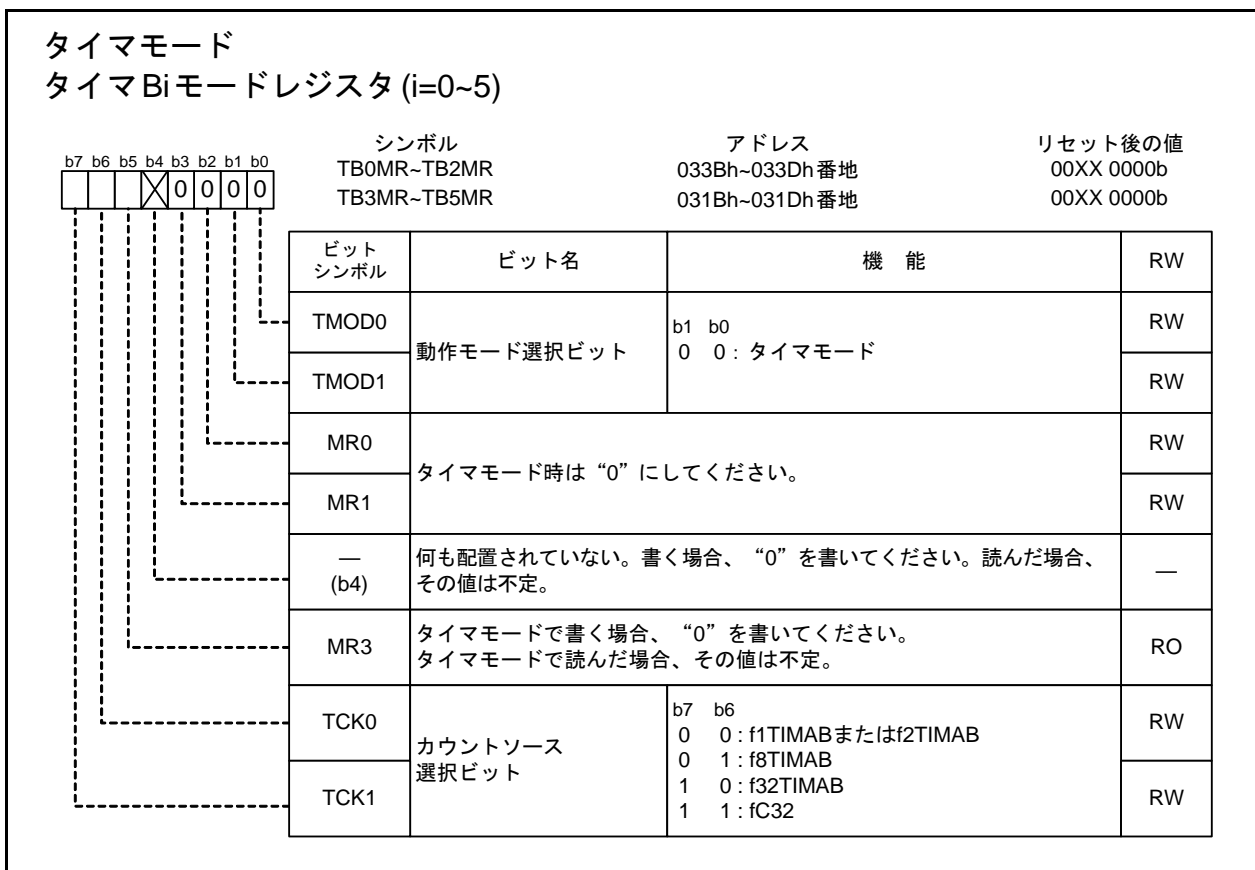 タイマモード
タイマBiモードレジスタ(i=0~5)
シンボル アドレス リセット後の値
b7 b6 b5 b4 b3 b2 b1 b0
TB0MR~TB2MR 033Bh~033Dh番地 00XX 0000b
0 0 0 0
TB3MR~TB5MR 031Bh~031Dh番地 00XX 0000b
ビット
シンボル
ビット名
機 能
RW
TMOD0
動作モード選択ビット
b1 b0
0 0 : タイマモード
RW
TMOD1
RW
MR0
タイマモード時は“0”にしてください。
RW
MR1
RW
—
(b4)
何も配置されていない。書く場合、“0”を書いてください。読んだ場合、
その値は不定。
—
MR3
タイマモードで書く場合、“0”を書いてください。
タイマモードで読んだ場合、その値は不定。
RO
TCK0
カウントソース
選択ビット
b7 b6
0 0 : f1TIMABまたはf2TIMAB
0 1 : f8TIMAB
1 0 : f32TIMAB
1 1 : fC32
RW
TCK1
RW